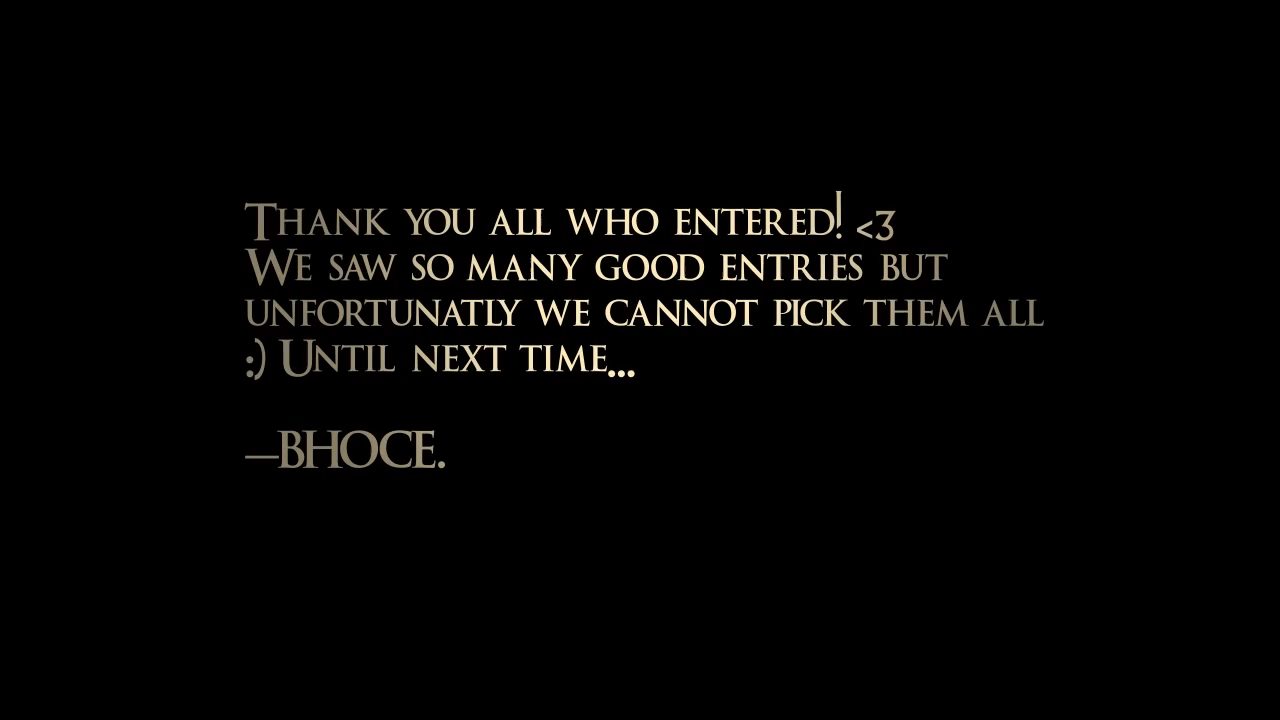 Thank you all who entered! <3
We saw so many good entries but
unfortunatly we cannot pick them all
:) Until next time...
—BHOCE.